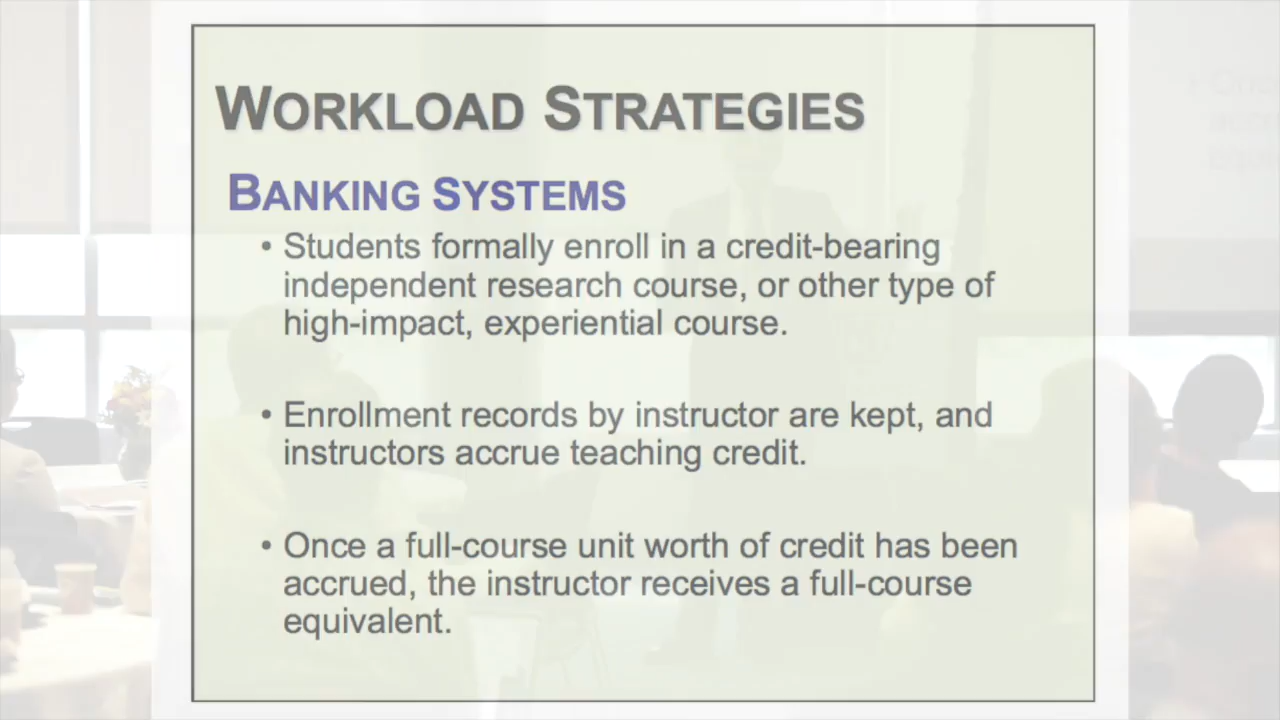 WORKLOAD STRATEGIES
BANKING SYSTEMS
• Students formally enroll in a credit-bearing
independent research course, or other type of
high-impact, experiential course.
• Enrollment records by instructor are kept, and
instructors accrue teaching credit.
• Once a full-course unit worth of credit has been
accrued, the instructor receives a full-course
equivalent.